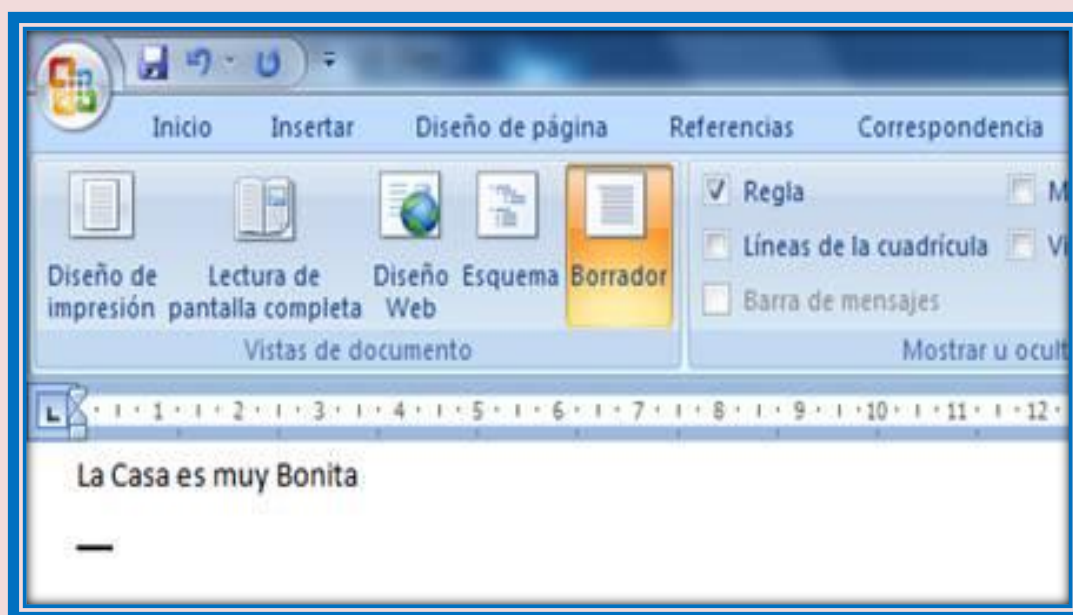 Inicio Insertar Diseño de página Referencias Correspondencia
Diseño de impresión
Lectura de pantalla completa
Diseño Web
Esquema
Borrador
Vistas de documento
Regla
Líneas de la cuadrícula
Barra de mensajes
Mostrar u
L 1 2 3 4 5 6 7 8 9 10 11 12
La Casa es muy Bonita